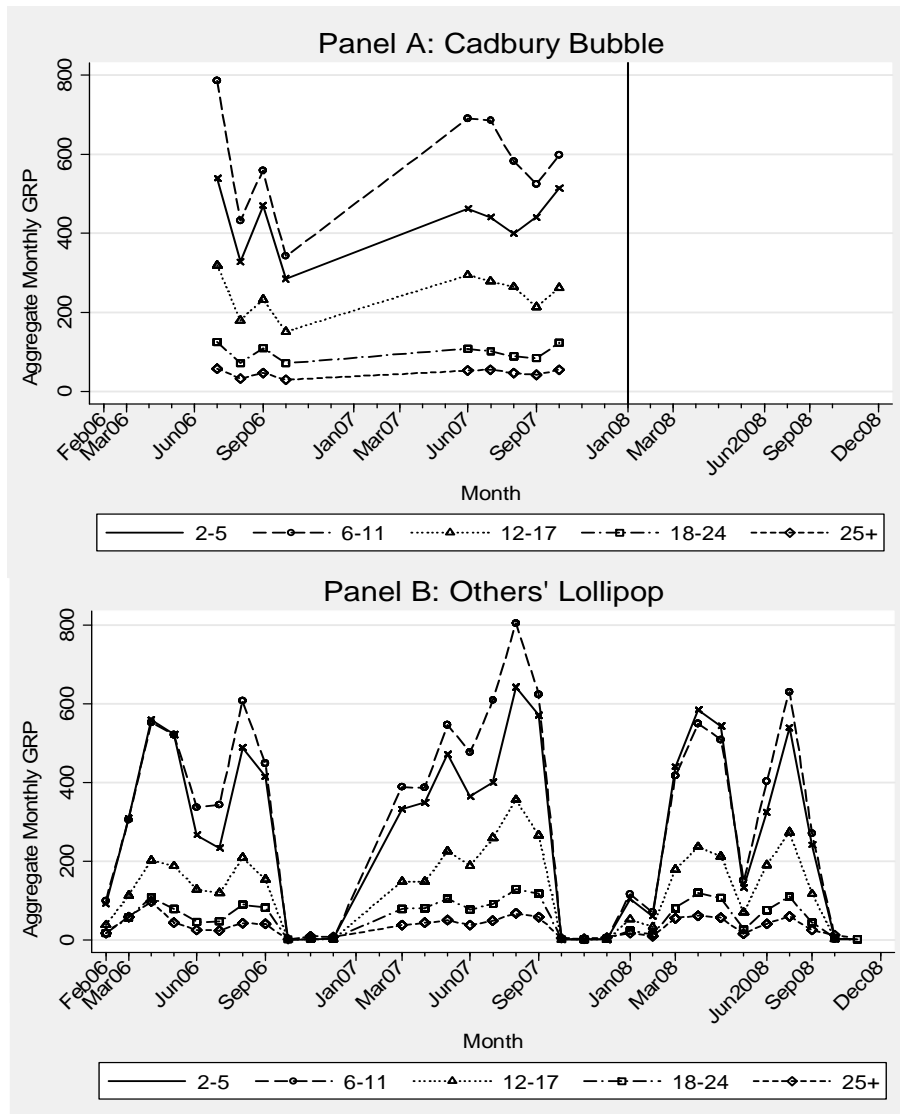 Panel A: Cadbury Bubble
Aggregate Monthly GRP
800
600
400
200
0
Feb06 Mar06 Jun06 Sep06 Jan07 Mar07 Jun07 Sep07 Jan08 Mar08 Jun2008 Sep08 Dec08
Month
2-5 6-11 12-17 18-24 25+
Panel B: Others' Lollipop
Aggregate Monthly GRP
800
600
400
200
0
Feb06 Mar06 Jun06 Sep06 Jan07 Mar07 Jun07 Sep07 Jan08 Mar08 Jun2008 Sep08 Dec08
Month
2-5 6-11 12-17 18-24 25+